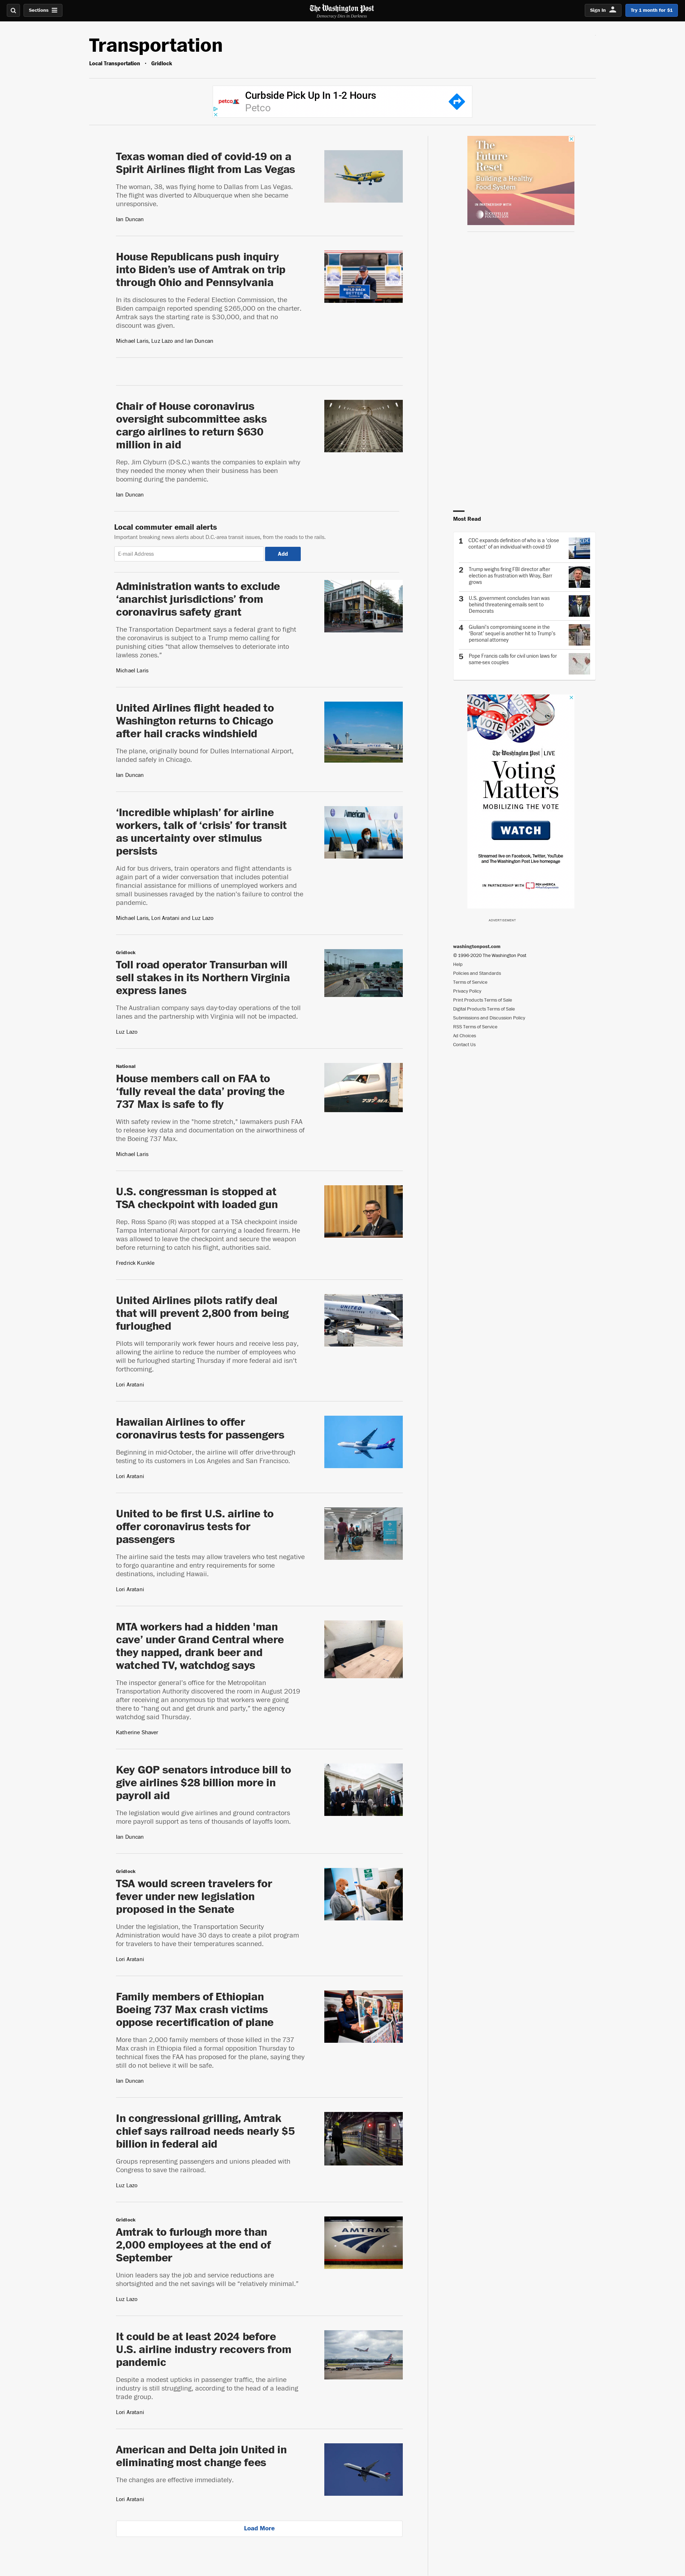 Sections
The Washington Post
Democracy Dies in Darkness
Sign In
Try 1 month for $1
Transportation
Local Transportation • Gridlock
petco
Curbside Pick Up In 1-2 Hours
Petco
Texas woman died of covid-19 on a
Spirit Airlines flight from Las Vegas
The woman, 38, was flying home to Dallas from Las Vegas.
The flight was diverted to Albuquerque when she became
unresponsive.
Ian Duncan
House Republicans push inquiry
into Biden’s use of Amtrak on trip
through Ohio and Pennsylvania
In its disclosures to the Federal Election Commission, the
Biden campaign reported spending $265,000 on the charter.
Amtrak says the starting rate is $30,000, and that no
discount was given.
Michael Laris, Luz Lazo and Ian Duncan
Chair of House coronavirus
oversight subcommittee asks
cargo airlines to return $630
million in aid
Rep. Jim Clyburn (D-S.C.) wants the companies to explain why
they needed the money when their business has been
booming during the pandemic.
Ian Duncan
Local commuter email alerts
Important breaking news alerts about D.C.-area transit issues, from the roads to the rails.
E-mail Address
Add
Administration wants to exclude
‘anarchist jurisdictions’ from
coronavirus safety grant
The Transportation Department says a federal grant to fight
the coronavirus is subject to a Trump memo calling for
punishing cities "that allow themselves to deteriorate into
lawless zones."
Michael Laris
United Airlines flight headed to
Washington returns to Chicago
after hail cracks windshield
The plane, originally bound for Dulles International Airport,
landed safely in Chicago.
Ian Duncan
‘Incredible whiplash’ for airline
workers, talk of ‘crisis’ for transit
as uncertainty over stimulus
persists
Aid for bus drivers, train operators and flight attendants is
again part of a wider conversation that includes potential
financial assistance for millions of unemployed workers and
small businesses ravaged by the nation's failure to control the
pandemic.
Michael Laris, Lori Aratani and Luz Lazo
American
Gridlock
Toll road operator Transurban will
sell stakes in its Northern Virginia
express lanes
The Australian company says day-to-day operations of the toll
lanes and the partnership with Virginia will not be impacted.
Luz Lazo
National
House members call on FAA to
‘fully reveal the data’ proving the
737 Max is safe to fly
With safety review in the "home stretch," lawmakers push FAA
to release key data and documentation on the airworthiness of
the Boeing 737 Max.
Michael Laris
737 MAX
U.S. congressman is stopped at
TSA checkpoint with loaded gun
Rep. Ross Spano (R) was stopped at a TSA checkpoint inside
Tampa International Airport for carrying a loaded firearm. He
was allowed to leave the checkpoint and secure the weapon
before returning to catch his flight, authorities said.
Fredrick Kunkle
United Airlines pilots ratify deal
that will prevent 2,800 from being
furloughed
Pilots will temporarily work fewer hours and receive less pay,
allowing the airline to reduce the number of employees who
will be furloughed starting Thursday if more federal aid isn't
forthcoming.
Lori Aratani
UNITED
Hawaiian Airlines to offer
coronavirus tests for passengers
Beginning in mid-October, the airline will offer drive-through
testing to its customers in Los Angeles and San Francisco.
Lori Aratani
United to be first U.S. airline to
offer coronavirus tests for
passengers
The airline said the tests may allow travelers who test negative
to forgo quarantine and entry requirements for some
destinations, including Hawaii.
Lori Aratani
MTA workers had a hidden 'man
cave’ under Grand Central where
they napped, drank beer and
watched TV, watchdog says
The inspector general’s office for the Metropolitan
Transportation Authority discovered the room in August 2019
after receiving an anonymous tip that workers were going
there to "hang out and get drunk and party," the agency
watchdog said Thursday.
Katherine Shaver
Key GOP senators introduce bill to
give airlines $28 billion more in
payroll aid
The legislation would give airlines and ground contractors
more payroll support as tens of thousands of layoffs loom.
Ian Duncan
Gridlock
TSA would screen travelers for
fever under new legislation
proposed in the Senate
Under the legislation, the Transportation Security
Administration would have 30 days to create a pilot program
for travelers to have their temperatures scanned.
Lori Aratani
Family members of Ethiopian
Boeing 737 Max crash victims
oppose recertification of plane
More than 2,000 family members of those killed in the 737
Max crash in Ethiopia filed a formal opposition Thursday to
technical fixes the FAA has proposed for the plane, saying they
still do not believe it will be safe.
Ian Duncan
In congressional grilling, Amtrak
chief says railroad needs nearly $5
billion in federal aid
Groups representing passengers and unions pleaded with
Congress to save the railroad.
Luz Lazo
Gridlock
Amtrak to furlough more than
2,000 employees at the end of
September
Union leaders say the job and service reductions are
shortsighted and the net savings will be “relatively minimal.”
Luz Lazo
AMTRAK
It could be at least 2024 before
U.S. airline industry recovers from
pandemic
Despite a modest upticks in passenger traffic, the airline
industry is still struggling, according to the head of a leading
trade group.
Lori Aratani
American and Delta join United in
eliminating most change fees
The changes are effective immediately.
Lori Aratani
Load More
The
Future
Reset
Building a Healthy
Food System
IN PARTNERSHIP WITH
Most Read
1 CDC expands definition of who is a ‘close
contact’ of an individual with covid-19
2 Trump weighs firing FBI director after
election as frustration with Wray, Barr
grows
3 U.S. government concludes Iran was
behind threatening emails sent to
Democrats
4 Giuliani’s compromising scene in the
‘Borat’ sequel is another hit to Trump’s
personal attorney
5 Pope Francis calls for civil union laws for
same-sex couples
VOTE
VOTE
2020
The Washington Post LIVE
Voting
Matters
MOBILIZING THE VOTE
WATCH
Streamed live on Facebook, Twitter, YouTube
and The Washington Post Live homepage
IN PARTNERSHIP WITH
ADVERTISEMENT
washingtonpost.com
© 1996-2020 The Washington Post
Help
Policies and Standards
Terms of Service
Privacy Policy
Print Products Terms of Sale
Digital Products Terms of Sale
Submissions and Discussion Policy
RSS Terms of Service
Ad Choices
Contact Us